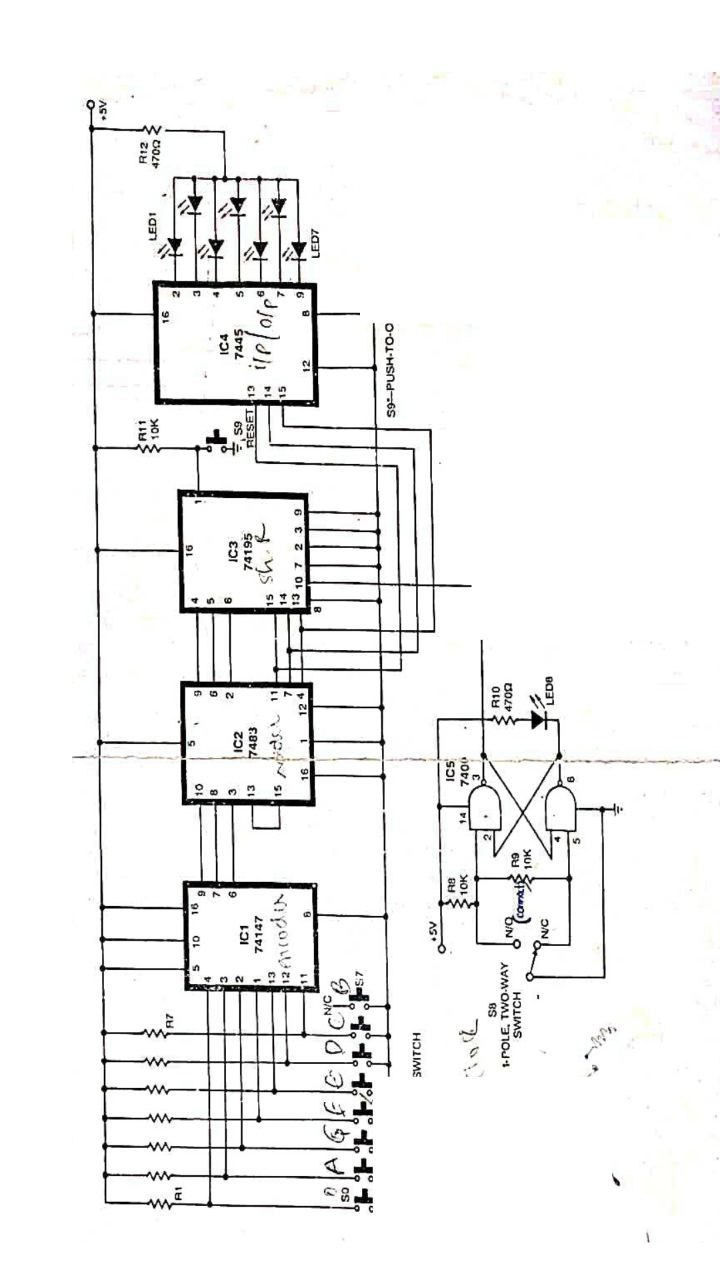 +5V
R12
470Ω
LED1
LED7
16
2
3
4
5
6
7
9
IC4
7445
i/P/O/P
8
12
13
14
15
R11
10K
S9
RESET
S9*–PUSH-TO-O
1
16
IC3
74195
Sh.R
4
5
6
15
14
13
10
7
2
3
9
8
9
6
2
5
IC2
7483
11
7
4
12
10
8
3
13
15
1
16
9
7
6
16
10
5
IC1
74147
encoder
8
4
3
2
1
13
12
11
R7
R1
N/C
S7
B
C
D
E
F
G
A
S0
SWITCH
R10
470Ω
LED8
IC5
7400
3
14
2
6
4
5
R8
10K
R9
10K
+5V
N/O
(connect)
N/C
S8
1-POLE, TWO-WAY
SWITCH